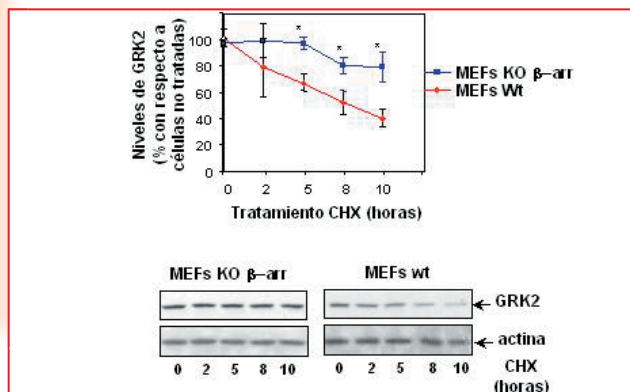 Niveles de GRK2
(% con respecto a
células no tratadas)
100
80
60
40
20
0
0 2 5 8 10
* * *
MEFs KO β-arr
MEFs Wt
Tratamiento CHX (horas)
MEFs KO β–arr MEFs wt
GRK2
actina
0 2 5 8 10 0 2 5 8 10 CHX
(horas)